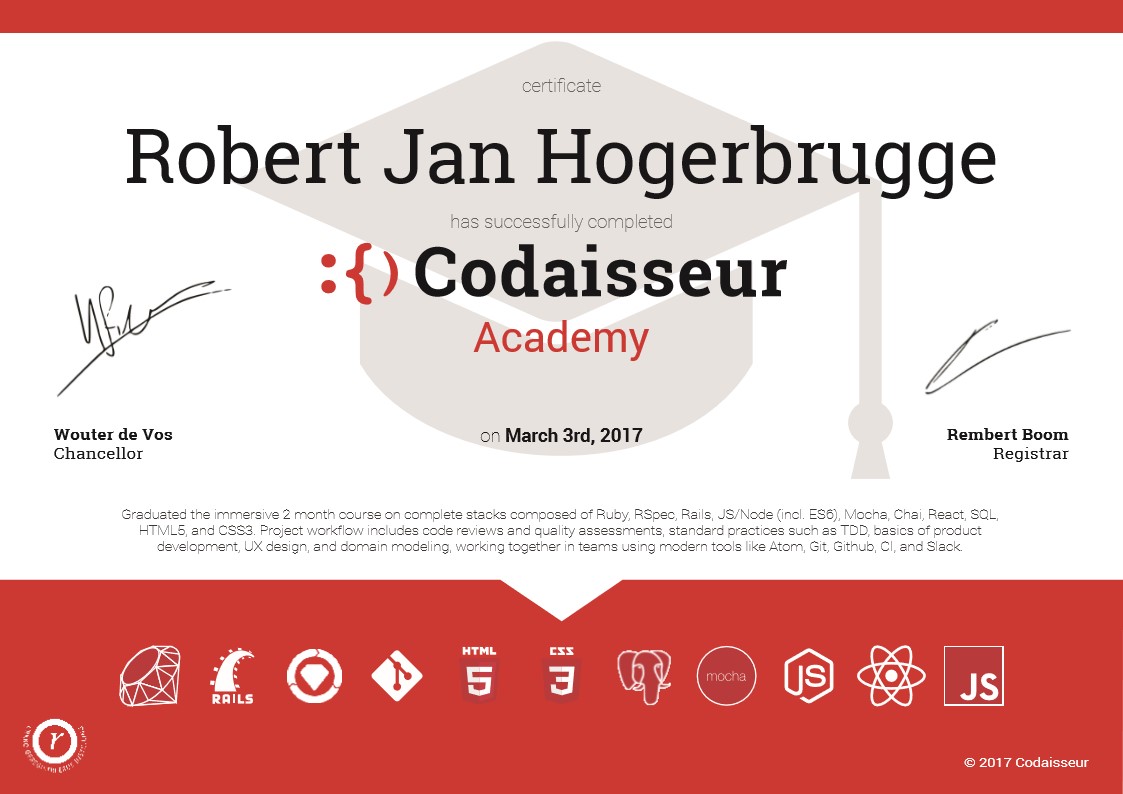 certificate
Robert Jan Hogerbrugge
has successfully completed
:{) Codaisseur
Academy
on March 3rd, 2017
Wouter de Vos
Chancellor
Rembert Boom
Registrar
Graduated the immersive 2 month course on complete stacks composed of Ruby, RSpec, Rails, JS/Node (incl. ES6), Mocha, Chai, React, SQL,
HTML5, and CSS3. Project workflow includes code reviews and quality assessments, standard practices such as TDD, basics of product
development, UX design, and domain modeling, working together in teams using modern tools like Atom, Git, Github, CI, and Slack.
RAILS
HTML
5
CSS
3
mocha
JS
JS
r
© 2017 Codaisseur